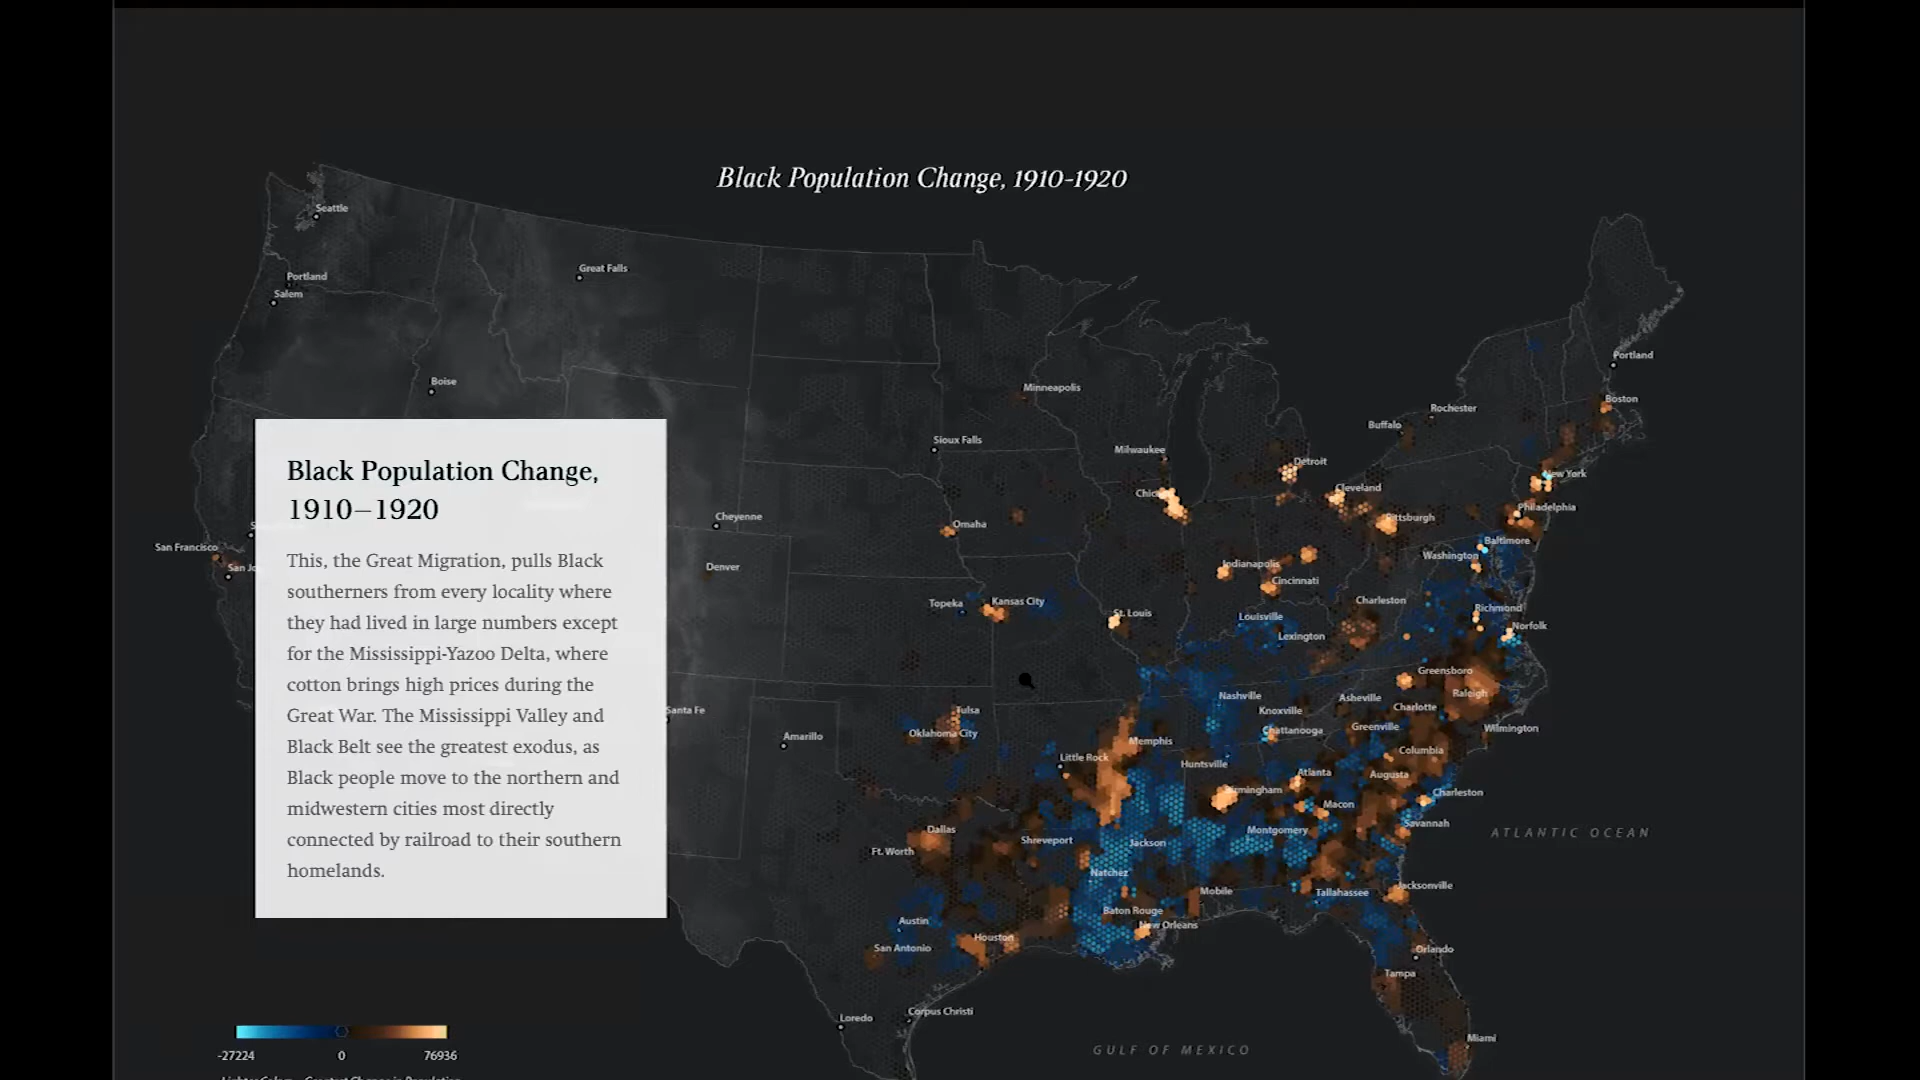 Black Population Change, 1910-1920
Seattle
Portland
Salem
Great Falls
Boise
Minneapolis
Sioux Falls
Milwaukee
Portland
Boston
Rochester
Buffalo
Detroit
Cleveland
New York
Philadelphia
Pittsburgh
Baltimore
Washington
Cheyenne
Denver
Omaha
Indianapolis
Cincinnati
Topeka
Kansas City
St. Louis
Louisville
Lexington
Charleston
Richmond
Norfolk
San Francisco
Black Population Change,
1910–1920
This, the Great Migration, pulls Black
southerners from every locality where
they had lived in large numbers except
for the Mississippi-Yazoo Delta, where
cotton brings high prices during the
Great War. The Mississippi Valley and
Black Belt see the greatest exodus, as
Black people move to the northern and
midwestern cities most directly
connected by railroad to their southern
homelands.
Santa Fe
Amarillo
Tulsa
Oklahoma City
Nashville
Knoxville
Chattanooga
Asheville
Greensboro
Raleigh
Charlotte
Greenville
Wilmington
Memphis
Little Rock
Huntsville
Columbia
Atlanta
Augusta
Birmingham
Macon
Charleston
Savannah
Montgomery
Dallas
Ft. Worth
Shreveport
Jackson
Natchez
Mobile
Tallahassee
Jacksonville
Baton Rouge
New Orleans
Austin
San Antonio
Houston
Orlando
Tampa
Loredo
Corpus Christi
Miami
ATLANTIC OCEAN
GULF OF MEXICO
-27224 0 76936